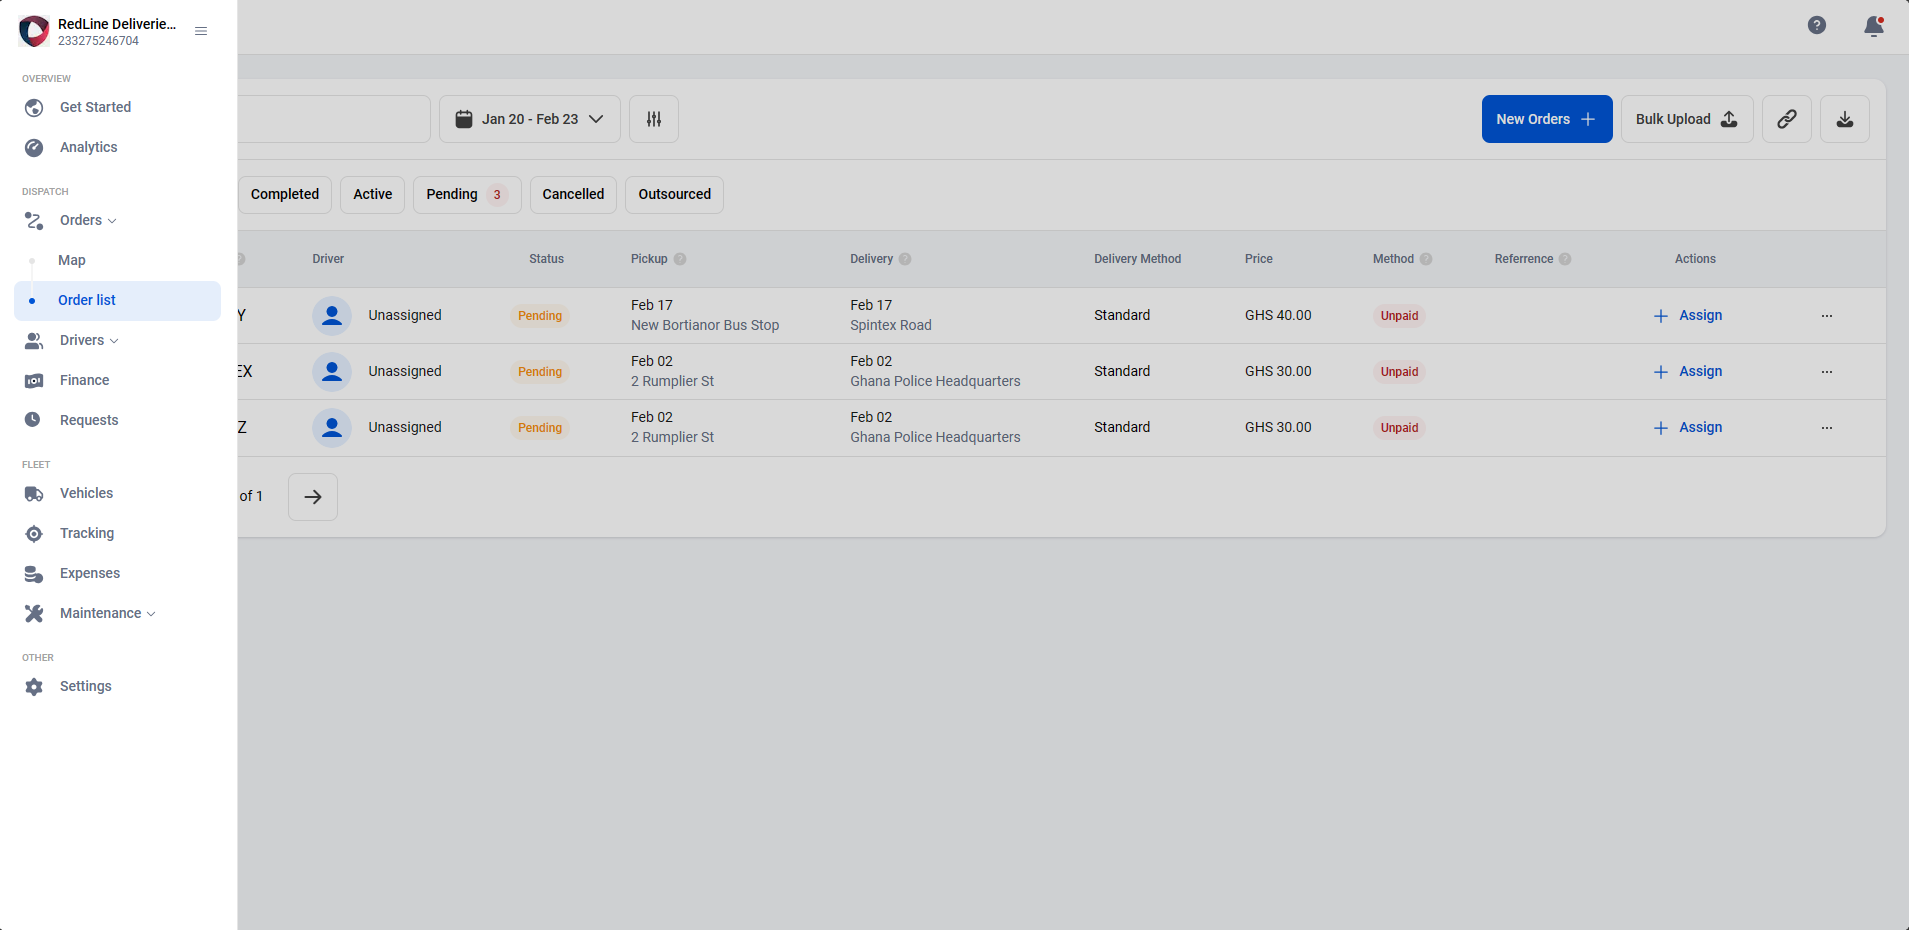 RedLine Deliverie...
233275246704
OVERVIEW
Get Started
Analytics
DISPATCH
Orders
Map
Order list
Drivers
Finance
Requests
FLEET
Vehicles
Tracking
Expenses
Maintenance
OTHER
Settings
Jan 20 - Feb 23
New Orders
Bulk Upload
Completed
Active
Pending 3
Cancelled
Outsourced
Driver Status Pickup Delivery Delivery Method Price Method Referrence Actions
Y Unassigned Pending Feb 17 New Bortianor Bus Stop Feb 17 Spintex Road Standard GHS 40.00 Unpaid Assign
EX Unassigned Pending Feb 02 2 Rumplier St Feb 02 Ghana Police Headquarters Standard GHS 30.00 Unpaid Assign
Z Unassigned Pending Feb 02 2 Rumplier St Feb 02 Ghana Police Headquarters Standard GHS 30.00 Unpaid Assign
of 1